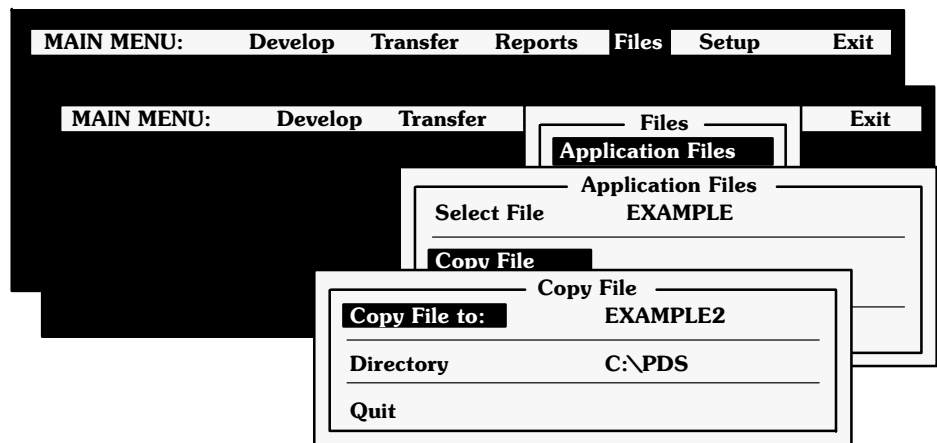 MAIN MENU: Develop Transfer Reports Files Setup Exit
MAIN MENU: Develop Transfer Files Exit
Application Files
Application Files
Select File EXAMPLE
Copy File
Copy File
Copy File to: EXAMPLE2
Directory C:\PDS
Quit